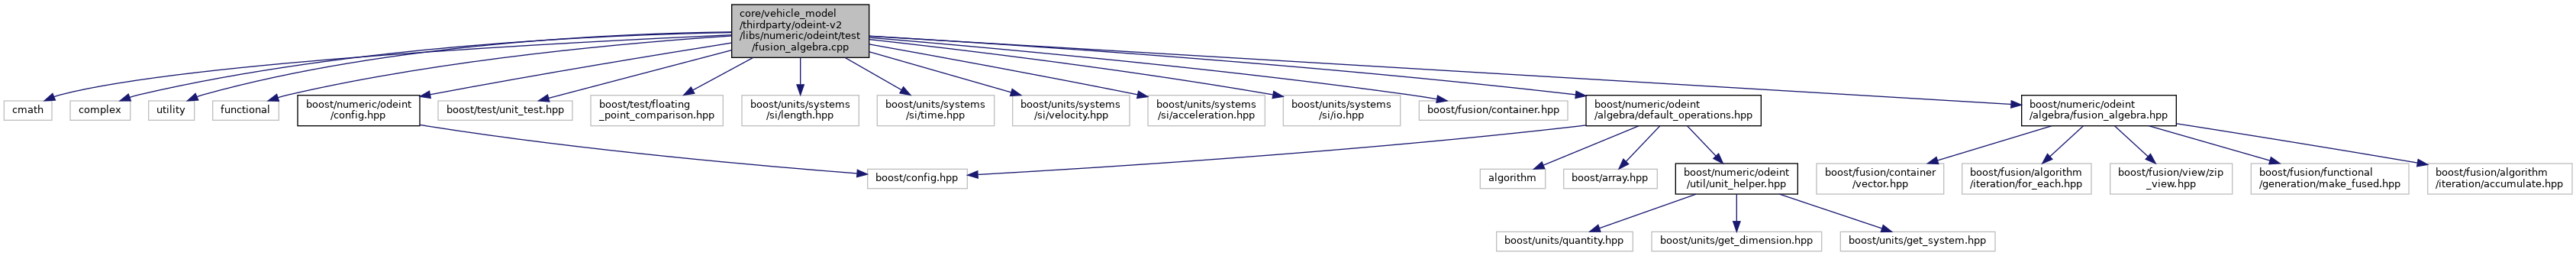 core/vehicle_model
/thirdparty/odeint-v2
/libs/numeric/odeint/test
/fusion_algebra.cpp
cmath
complex
utility
functional
boost/numeric/odeint
/config.hpp
boost/test/unit_test.hpp
boost/test/floating
_point_comparison.hpp
boost/units/systems
/si/length.hpp
boost/units/systems
/si/time.hpp
boost/units/systems
/si/velocity.hpp
boost/units/systems
/si/acceleration.hpp
boost/units/systems
/si/io.hpp
boost/fusion/container.hpp
boost/numeric/odeint
/algebra/default_operations.hpp
boost/numeric/odeint
/algebra/fusion_algebra.hpp
boost/config.hpp
algorithm
boost/array.hpp
boost/numeric/odeint
/util/unit_helper.hpp
boost/fusion/container
/vector.hpp
boost/fusion/algorithm
/iteration/for_each.hpp
boost/fusion/view/zip
_view.hpp
boost/fusion/functional
/generation/make_fused.hpp
boost/fusion/algorithm
/iteration/accumulate.hpp
boost/units/quantity.hpp
boost/units/get_dimension.hpp
boost/units/get_system.hpp